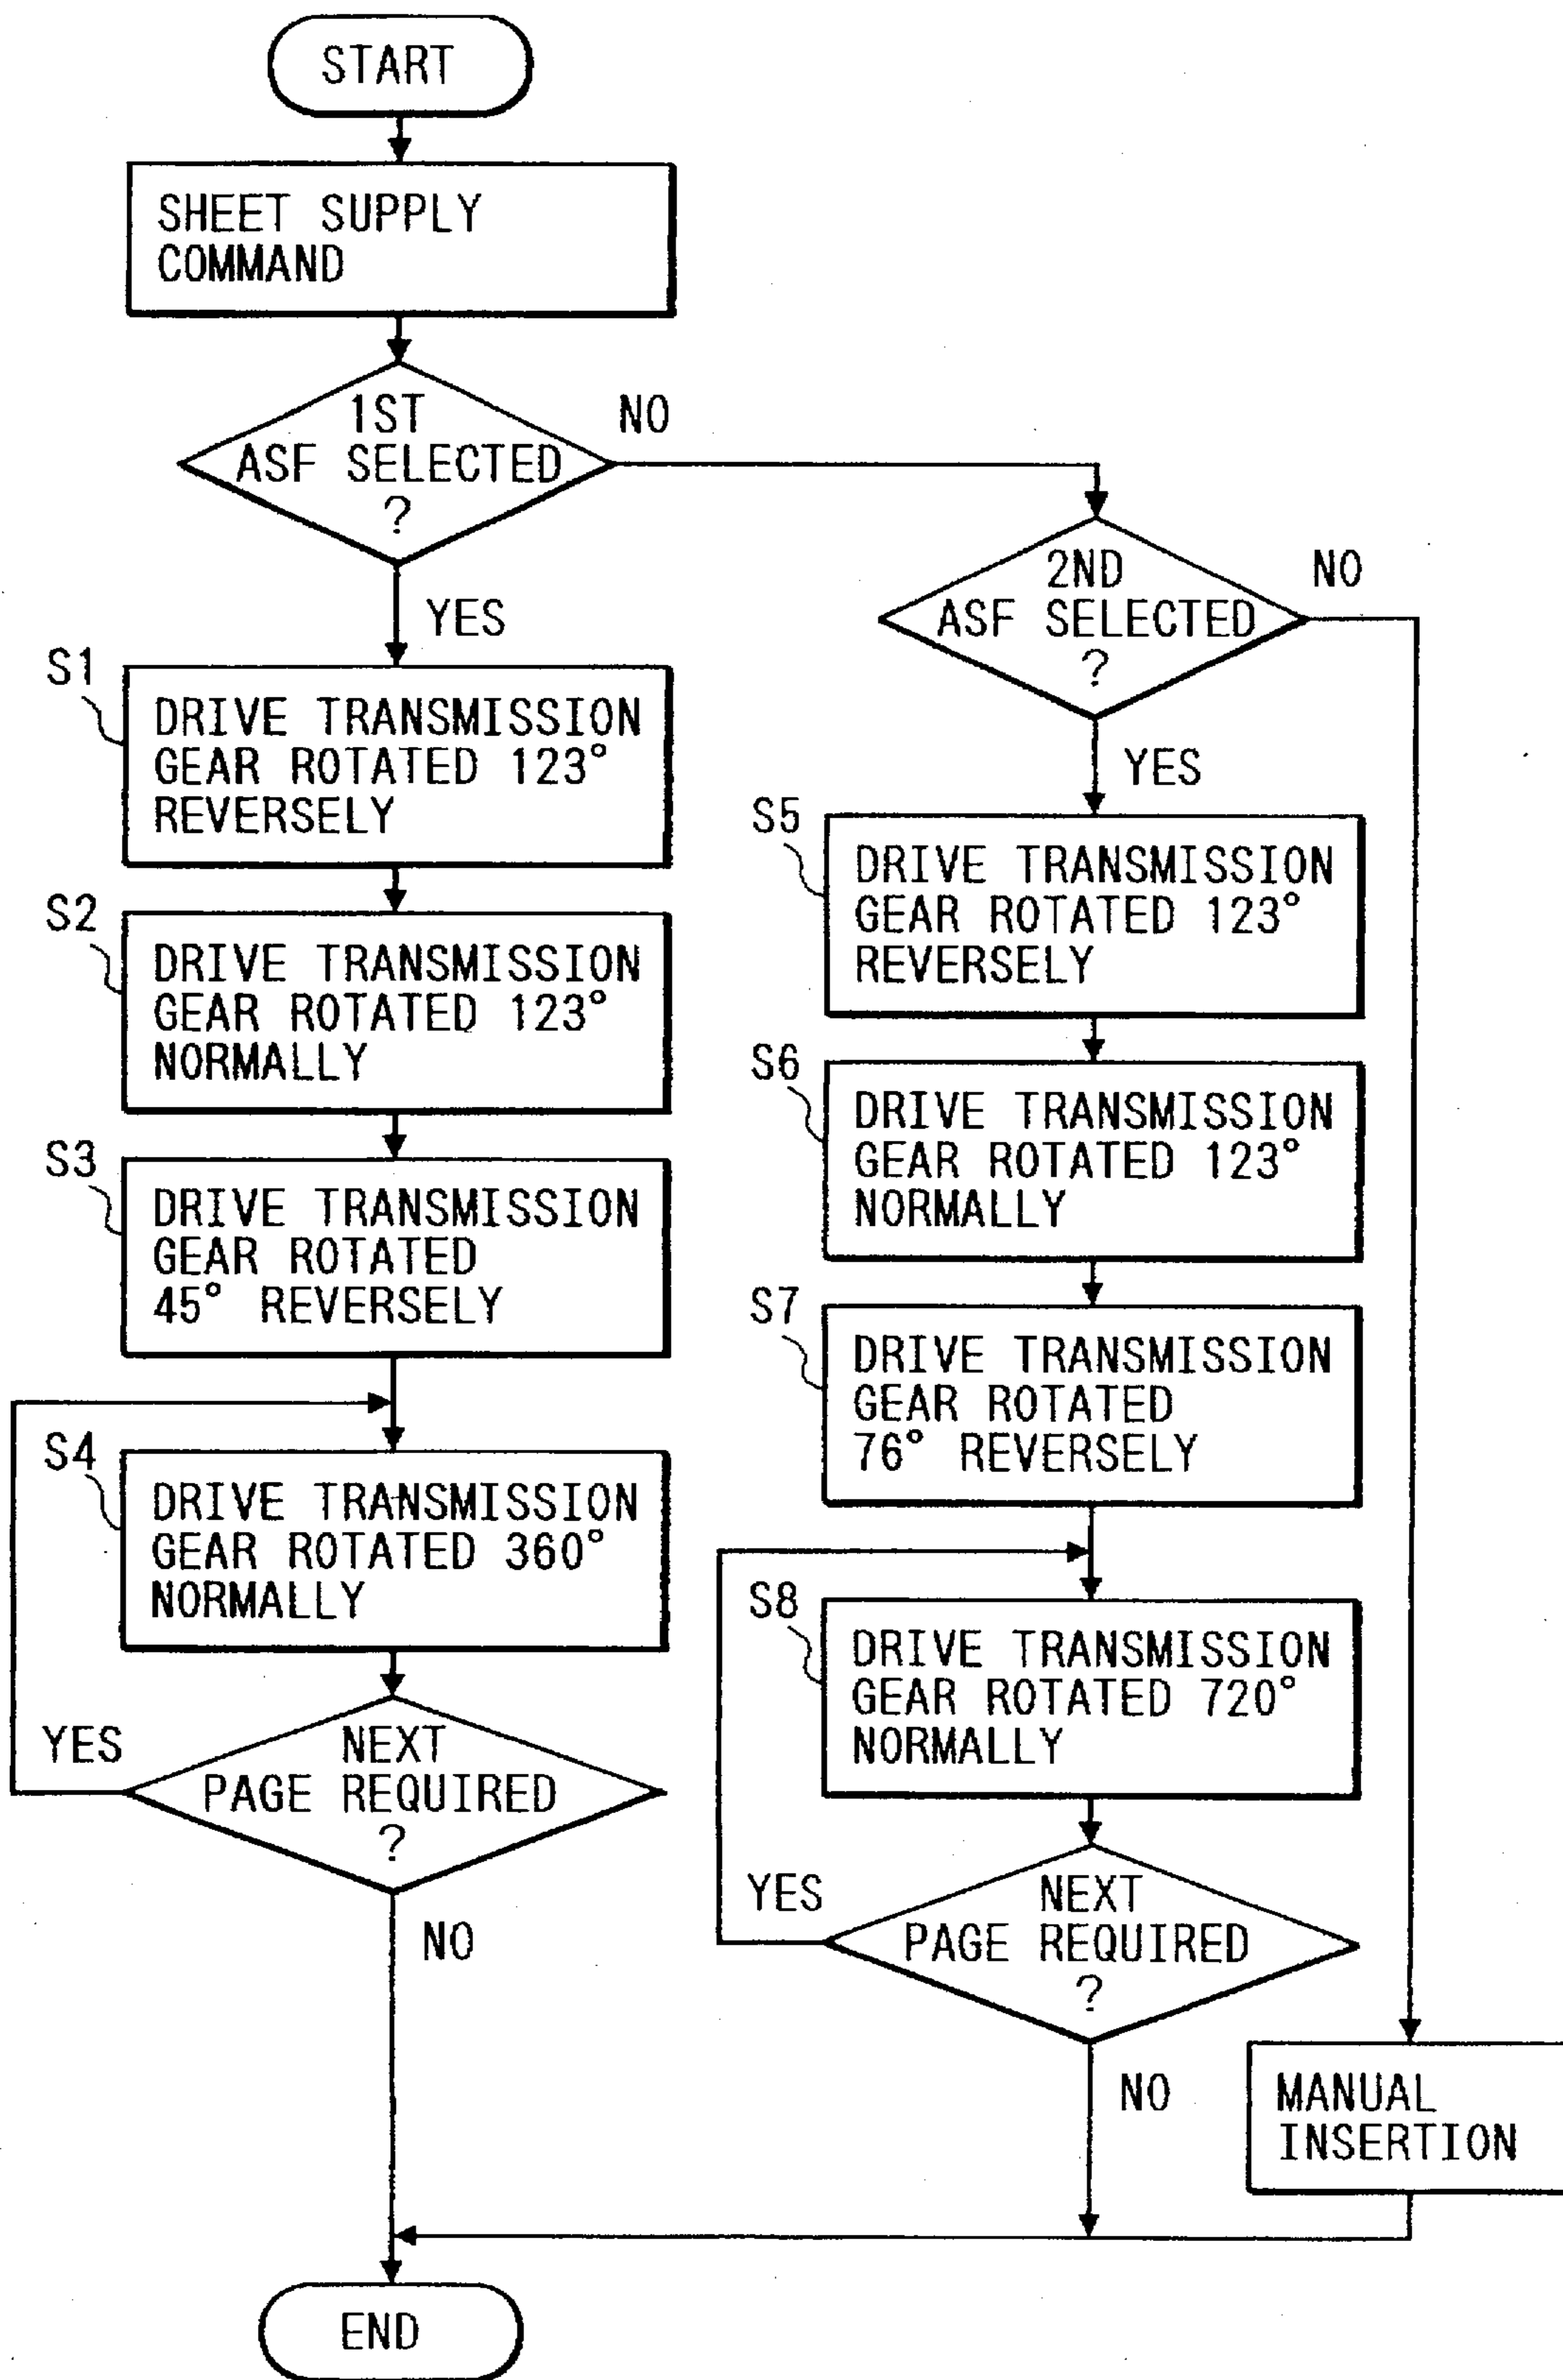 START
SHEET SUPPLY
COMMAND
1ST
ASF SELECTED
?
NO
YES
S1
DRIVE TRANSMISSION
GEAR ROTATED 123°
REVERSELY
S2
DRIVE TRANSMISSION
GEAR ROTATED 123°
NORMALLY
S3
DRIVE TRANSMISSION
GEAR ROTATED
45° REVERSELY
S4
DRIVE TRANSMISSION
GEAR ROTATED 360°
NORMALLY
YES
NEXT
PAGE REQUIRED
?
NO
2ND
ASF SELECTED
?
NO
YES
S5
DRIVE TRANSMISSION
GEAR ROTATED 123°
REVERSELY
S6
DRIVE TRANSMISSION
GEAR ROTATED 123°
NORMALLY
S7
DRIVE TRANSMISSION
GEAR ROTATED
76° REVERSELY
S8
DRIVE TRANSMISSION
GEAR ROTATED 720°
NORMALLY
YES
NEXT
PAGE REQUIRED
?
NO
MANUAL
INSERTION
END